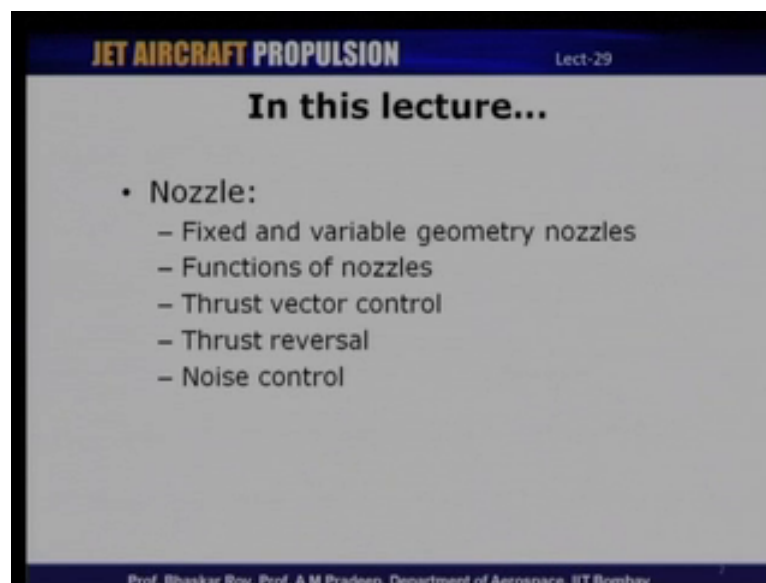 JET AIRCRAFT PROPULSION Lect-29
In this lecture...
• Nozzle:
– Fixed and variable geometry nozzles
– Functions of nozzles
– Thrust vector control
– Thrust reversal
– Noise control
Prof. Bhaskar Roy, Prof. A M Pradeep, Department of Aerospace, IIT Bombay